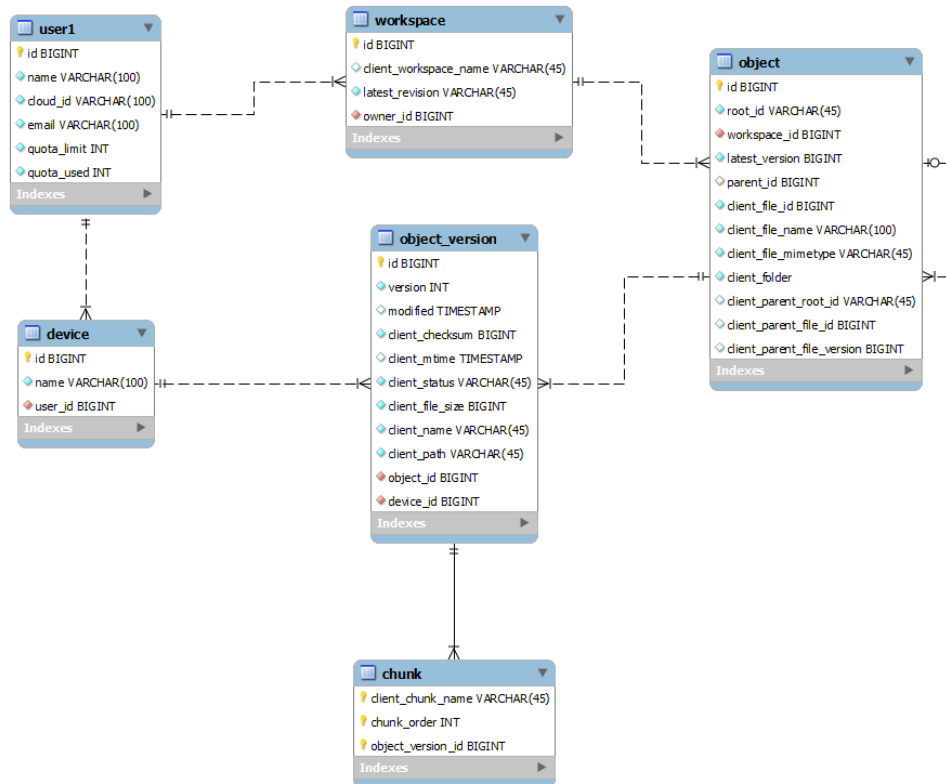 user1
id BIGINT
name VARCHAR(100)
cloud_id VARCHAR(100)
email VARCHAR(100)
quota_limit INT
quota_used INT
Indexes
workspace
id BIGINT
client_workspace_name VARCHAR(45)
latest_revision VARCHAR(45)
owner_id BIGINT
Indexes
object
id BIGINT
root_id VARCHAR(45)
workspace_id BIGINT
latest_version BIGINT
parent_id BIGINT
client_file_id BIGINT
client_file_name VARCHAR(100)
client_file_mimetype VARCHAR(45)
client_folder
client_parent_root_id VARCHAR(45)
client_parent_file_id BIGINT
client_parent_file_version BIGINT
Indexes
object_version
id BIGINT
version INT
modified TIMESTAMP
client_checksum BIGINT
client_mtime TIMESTAMP
client_status VARCHAR(45)
client_file_size BIGINT
client_name VARCHAR(45)
client_path VARCHAR(45)
object_id BIGINT
device_id BIGINT
Indexes
device
id BIGINT
name VARCHAR(100)
user_id BIGINT
Indexes
chunk
client_chunk_name VARCHAR(45)
chunk_order INT
object_version_id BIGINT
Indexes